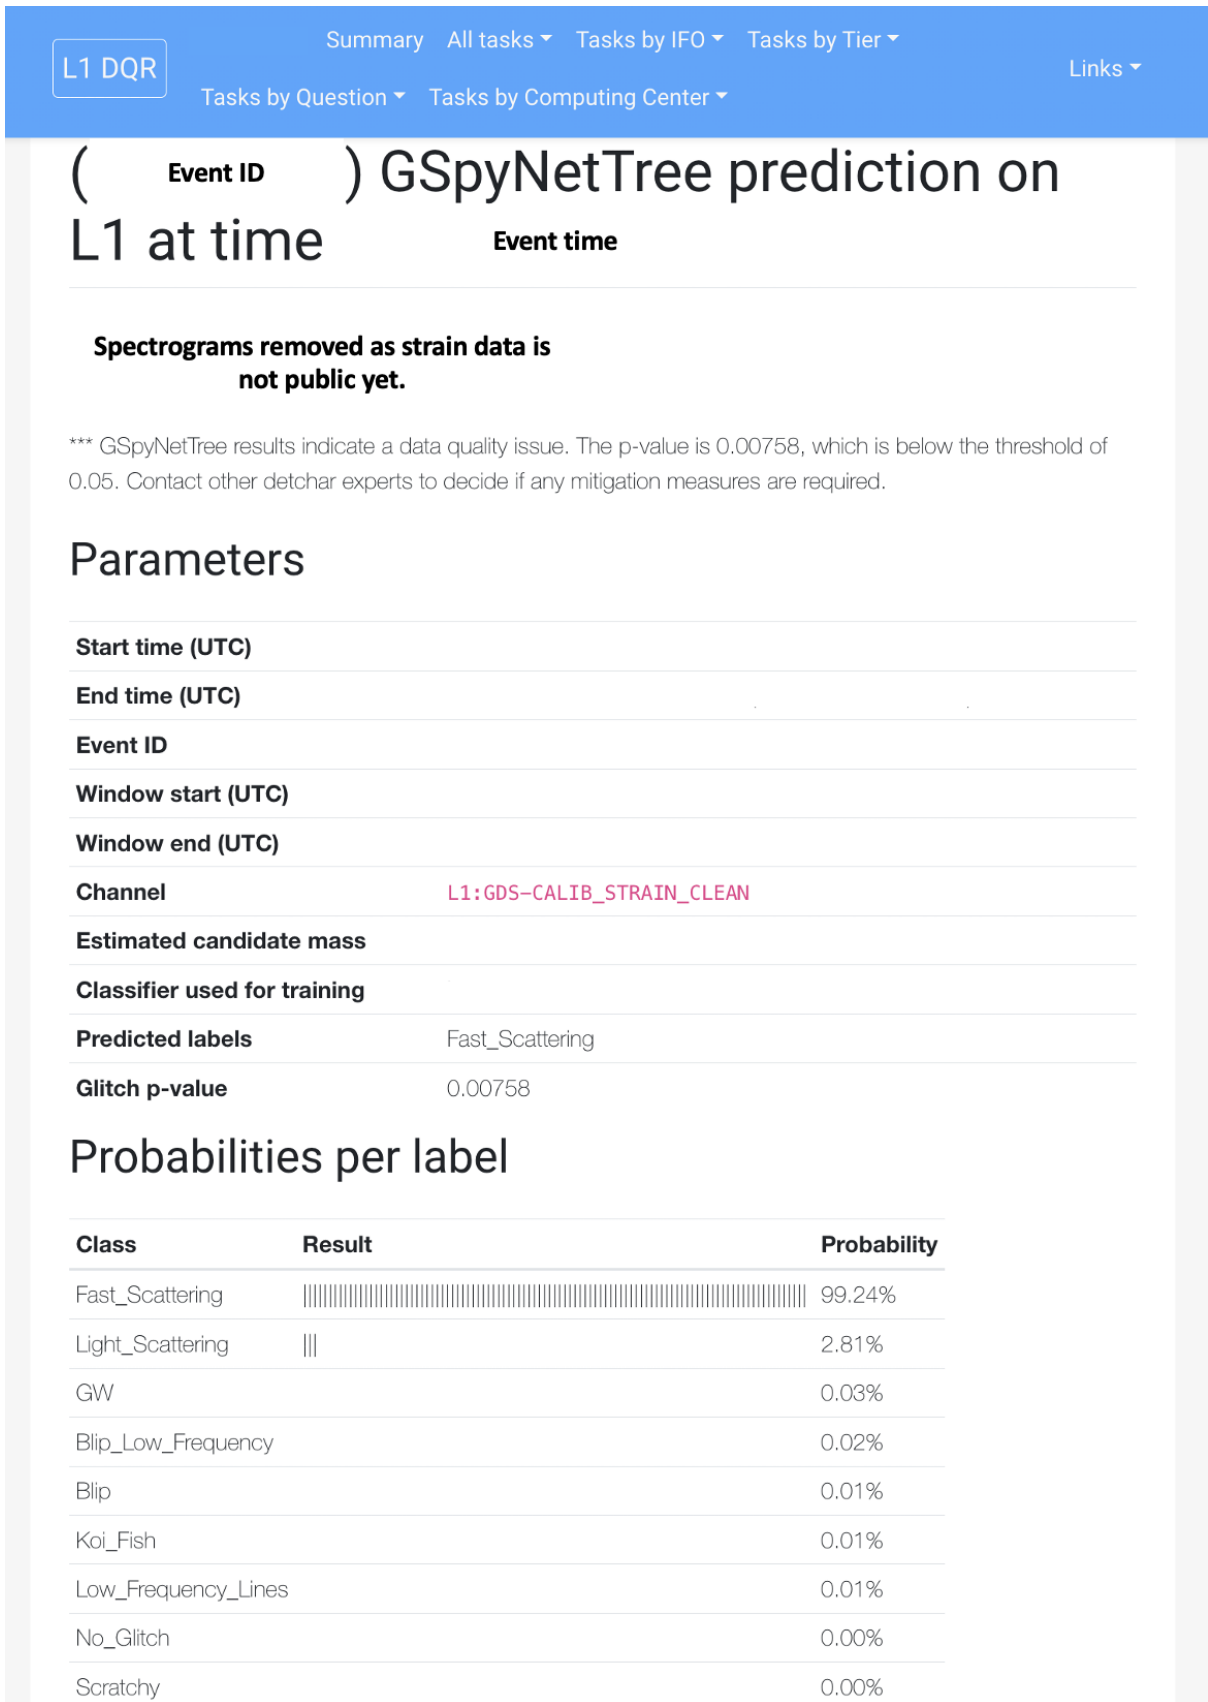 L1 DQR
Summary All tasks Tasks by IFO Tasks by Tier
Tasks by Question Tasks by Computing Center
Links
( Event ID ) GSpyNetTree prediction on
L1 at time Event time
Spectrograms removed as strain data is
not public yet.
*** GSpyNetTree results indicate a data quality issue. The p-value is 0.00758, which is below the threshold of
0.05. Contact other detchar experts to decide if any mitigation measures are required.
Parameters
Start time (UTC)
End time (UTC)
Event ID
Window start (UTC)
Window end (UTC)
Channel L1:GDS-CALIB_STRAIN_CLEAN
Estimated candidate mass
Classifier used for training
Predicted labels Fast_Scattering
Glitch p-value 0.00758
Probabilities per label
Class Result Probability
Fast_Scattering 99.24%
Light_Scattering ||| 2.81%
GW 0.03%
Blip_Low_Frequency 0.02%
Blip 0.01%
Koi_Fish 0.01%
Low_Frequency_Lines 0.01%
No_Glitch 0.00%
Scratchy 0.00%